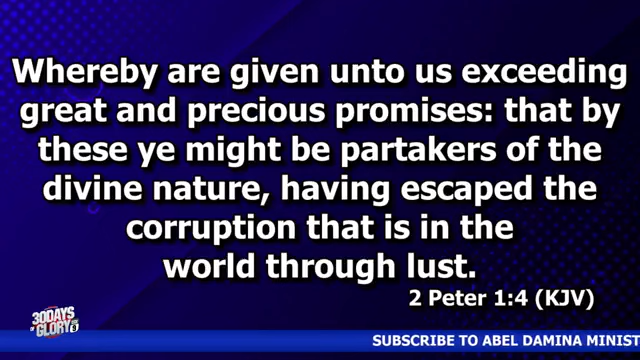 Whereby are given unto us exceeding
great and precious promises: that by
these ye might be partakers of the
divine nature, having escaped the
corruption that is in the
world through lust.
2 Peter 1:4 (KJV)
30DAYS
OF GLORY
SUBSCRIBE TO ABEL DAMINA MINIST